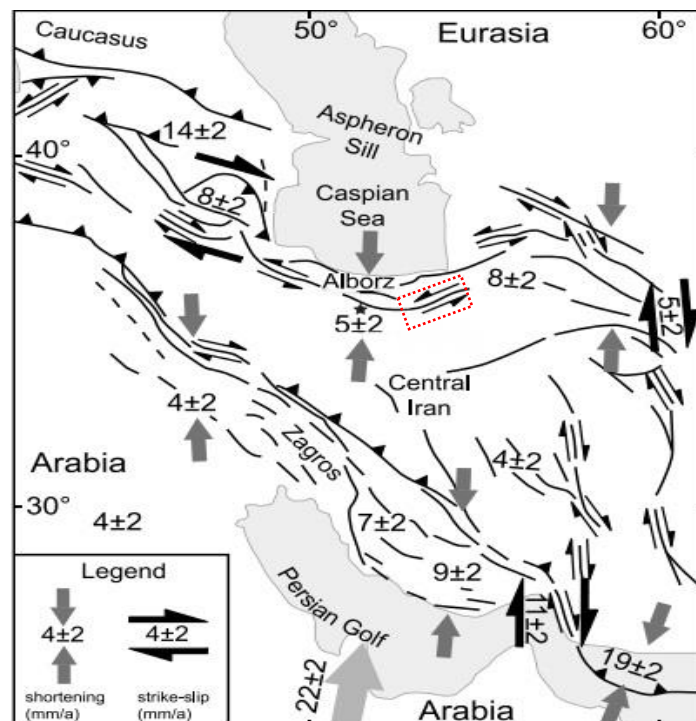 50°
Eurasia
60°
Caucasus
Aspheron
Sill
14±2
40°
Caspian
Sea
8±2
Alborz
8±2
5±2
5±2
Central
Iran
4±2
Zagros
4±2
Arabia
30°
4±2
7±2
9±2
Persian Golf
11±2
19±2
22±2
Arabia
Legend
4±2
4±2
shortening
(mm/a)
strike-slip
(mm/a)